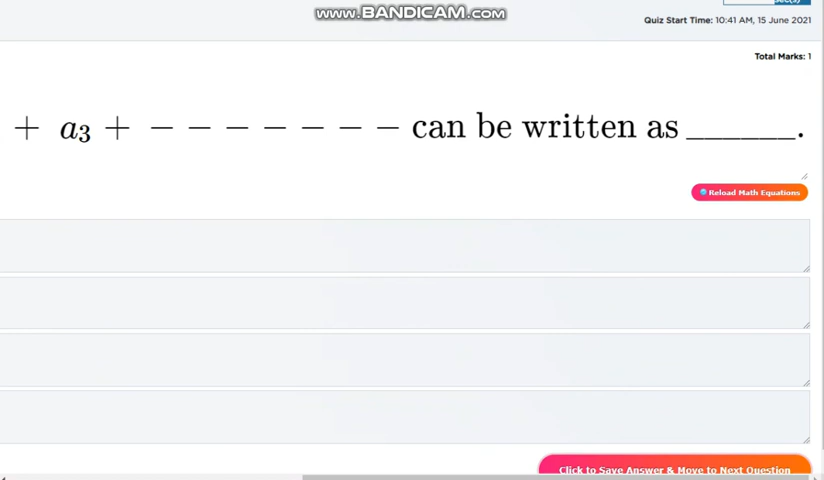 www.BANDICAM.com
Quiz Start Time: 10:41 AM, 15 June 2021
Total Marks: 1
+ a₃ + − − − − − − − can be written as ______.
Reload Math Equations
Click to Save Answer & Move to Next Question